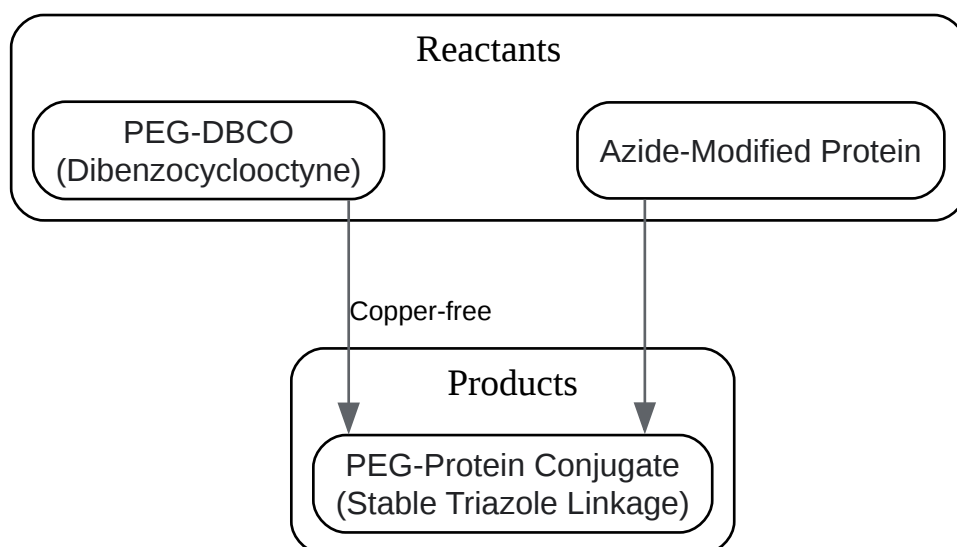 Reactants
PEG-DBCO
(Dibenzocyclooctyne)
Azide-Modified Protein
Copper-free
Products
PEG-Protein Conjugate
(Stable Triazole Linkage)